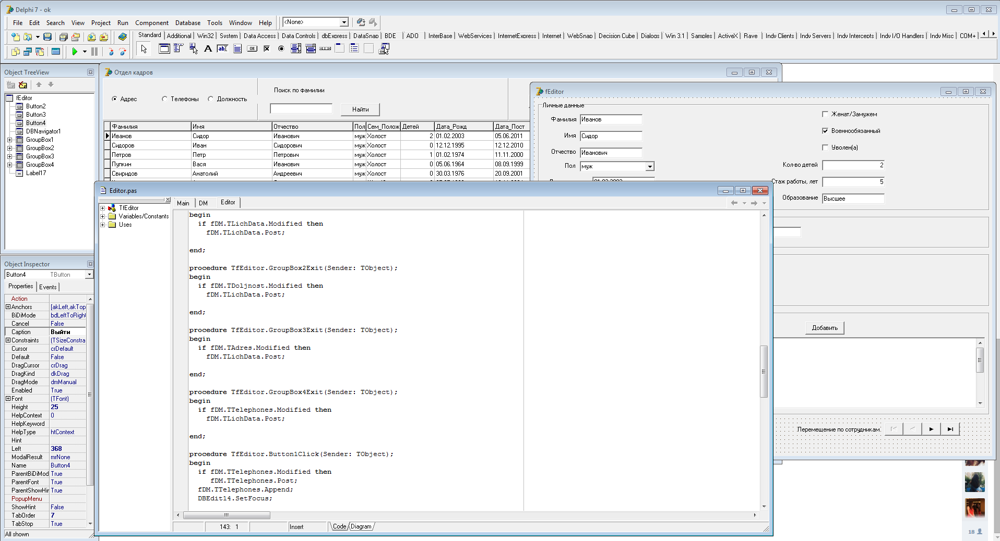 Delphi 7 - ok
File Edit Search View Project Run Component Database Tools Window Help <None>
Standard Additional Win32 System Data Access Data Controls dbExpress DataSnap BDE ADO InterBase WebServices InternetExpress Internet WebSnap Decision Cube Dialogs Win 3.1 Samples ActiveX Rave Indy Clients Indy Servers Indy Intercepts Indy I/O Handlers Indy Misc COM+
Object TreeView
fEditor
Button2
Button3
Button4
DBNavigator1
GroupBox1
GroupBox2
GroupBox3
GroupBox4
Label17
Object Inspector
Button4 TButton
Properties Events
Action
Anchors [akLeft,akTop
BiDiMode bdLeftToRight
Cancel False
Caption Выйти
Constraints (TSizeConstra
Cursor crDefault
Default False
DragCursor crDrag
DragKind dkDrag
DragMode dmManual
Enabled True
Font (TFont)
Height 25
HelpContext 0
HelpKeyword
HelpType htContext
Hint
Left 368
ModalResult mrNone
Name Button4
ParentBiDiMod True
ParentFont True
ParentShowHin True
PopupMenu
ShowHint False
TabOrder 7
TabStop True
All shown
Отдел кадров
Адрес Телефоны Должность
Поиск по фамилии
Найти
Фамилия Имя Отчество Пол Сем_Полож Детей Дата_Рожд Дата_Пост
Иванов Сидор Иванович муж Холост 2 01.02.2003 05.06.2011
Сидоров Иван Сидорович муж Холост 0 12.12.1995 12.12.2010
Петров Петр Петрович муж Холост 1 01.02.1974 11.11.2000
Пупкин Вася Иванович муж Холост 0 05.06.1964 08.09.1999
Свиридов Анатолий Андреевич муж Холост 0 30.03.1976 20.09.2001
fEditor
Личные данные
Фамилия Иванов
Имя Сидор
Отчество Иванович
Пол муж
Женат/Замужем
Военнообязанный
Уволен(а)
Кол-во детей 2
Стаж работы, лет 5
Образование Высшее
Добавить
Перемещение по сотрудникам:
Editor.pas
TfEditor
Variables/Constants
Uses
Main DM Editor
begin
if fDM.TLichData.Modified then
fDM.TLichData.Post;
end;
procedure TfEditor.GroupBox2Exit(Sender: TObject);
begin
if fDM.TDoljnost.Modified then
fDM.TLichData.Post;
end;
procedure TfEditor.GroupBox3Exit(Sender: TObject);
begin
if fDM.TAdres.Modified then
fDM.TLichData.Post;
end;
procedure TfEditor.GroupBox4Exit(Sender: TObject);
begin
if fDM.TTelephones.Modified then
fDM.TLichData.Post;
end;
procedure TfEditor.Button1Click(Sender: TObject);
begin
if fDM.TTelephones.Modified then
fDM.TTelephones.Post;
fDM.TTelephones.Append;
DBEdit14.SetFocus;
143: 1 Insert Code Diagram
18